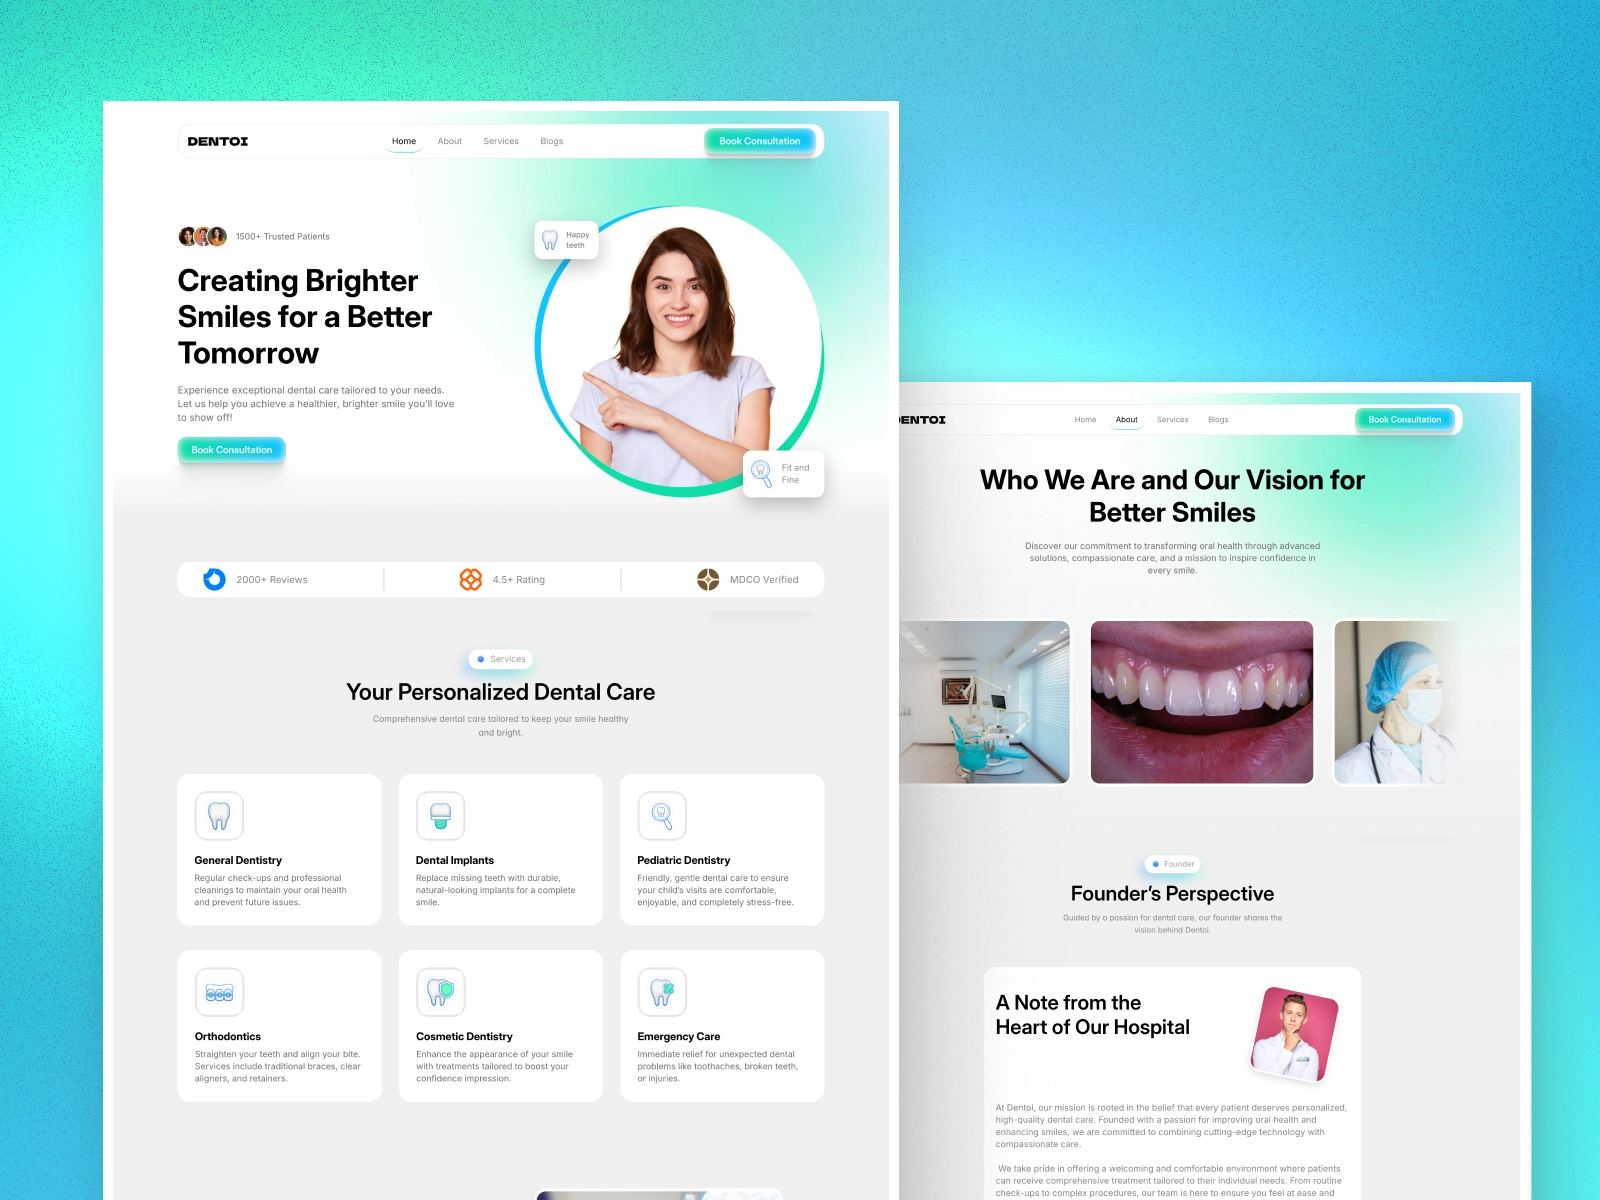 DENTOI
Home
About
Services
Blogs
Book Consultation
1500+ Trusted Patients
Creating Brighter
Smiles for a Better
Tomorrow
Experience exceptional dental care tailored to your needs.
Let us help you achieve a healthier, brighter smile you'll love
to show off!
Book Consultation
Happy
teeth
Fit and
Fine
2000+ Reviews
4.5+ Rating
MDCO Verified
Services
Your Personalized Dental Care
Comprehensive dental care tailored to keep your smile healthy
and bright.
General Dentistry
Regular check-ups and professional
cleanings to maintain your oral health
and prevent future issues.
Dental Implants
Replace missing teeth with durable,
natural-looking implants for a complete
smile.
Pediatric Dentistry
Friendly, gentle dental care to ensure
your child's visits are comfortable,
enjoyable, and completely stress-free.
Orthodontics
Straighten your teeth and align your bite.
Services include traditional braces, clear
aligners, and retainers.
Cosmetic Dentistry
Enhance the appearance of your smile
with treatments tailored to boost your
confidence impression.
Emergency Care
Immediate relief for unexpected dental
problems like toothaches, broken teeth,
or injuries.
DENTOI
Home
About
Services
Blogs
Book Consultation
Who We Are and Our Vision for
Better Smiles
Discover our commitment to transforming oral health through advanced
solutions, compassionate care, and a mission to inspire confidence in
every smile.
Founder
Founder's Perspective
Guided by a passion for dental care, our founder shares the
vision behind Dentoi.
A Note from the
Heart of Our Hospital
At Dentoi, our mission is rooted in the belief that every patient deserves personalized,
high-quality dental care. Founded with a passion for improving oral health and
enhancing smiles, we are committed to combining cutting-edge technology with
compassionate care.
We take pride in offering a welcoming and comfortable environment where patients
can receive comprehensive treatment tailored to their individual needs. From routine
check-ups to complex procedures, our team is here to ensure you feel at ease and